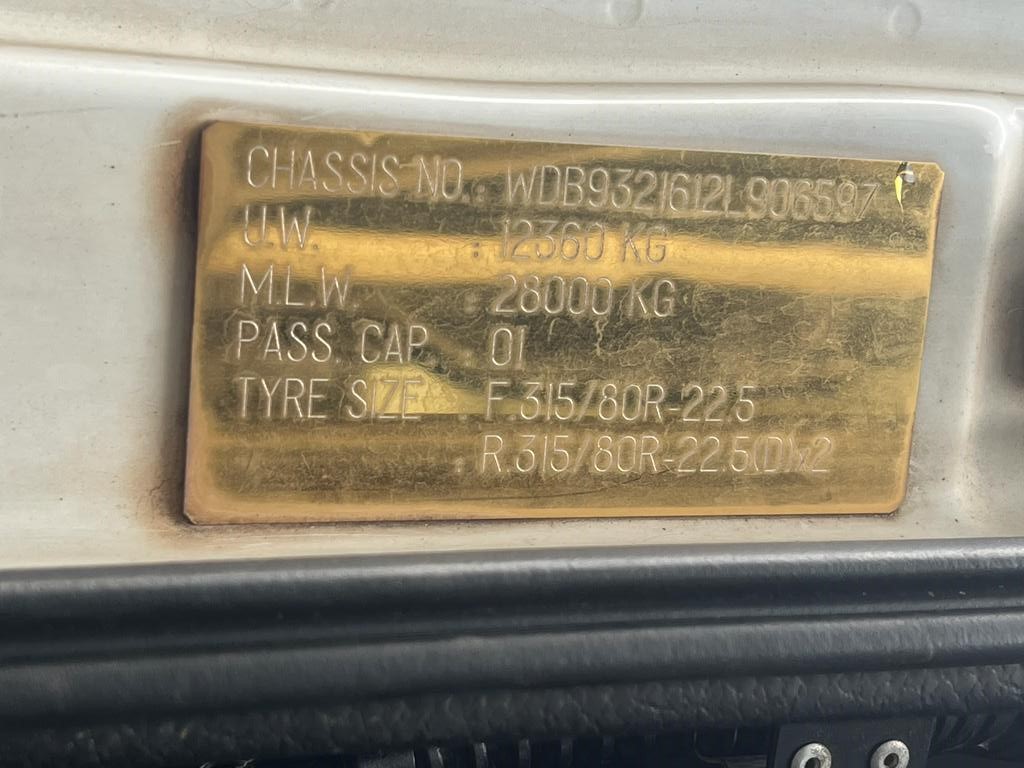 CHASSIS NO.: WDB9321612L906597
U.W. : 12360 KG
M.L.W. : 28000 KG
PASS. CAP. : 01
TYRE SIZE : F.315/80R-22.5
: R.315/80R-22.5(D)x2